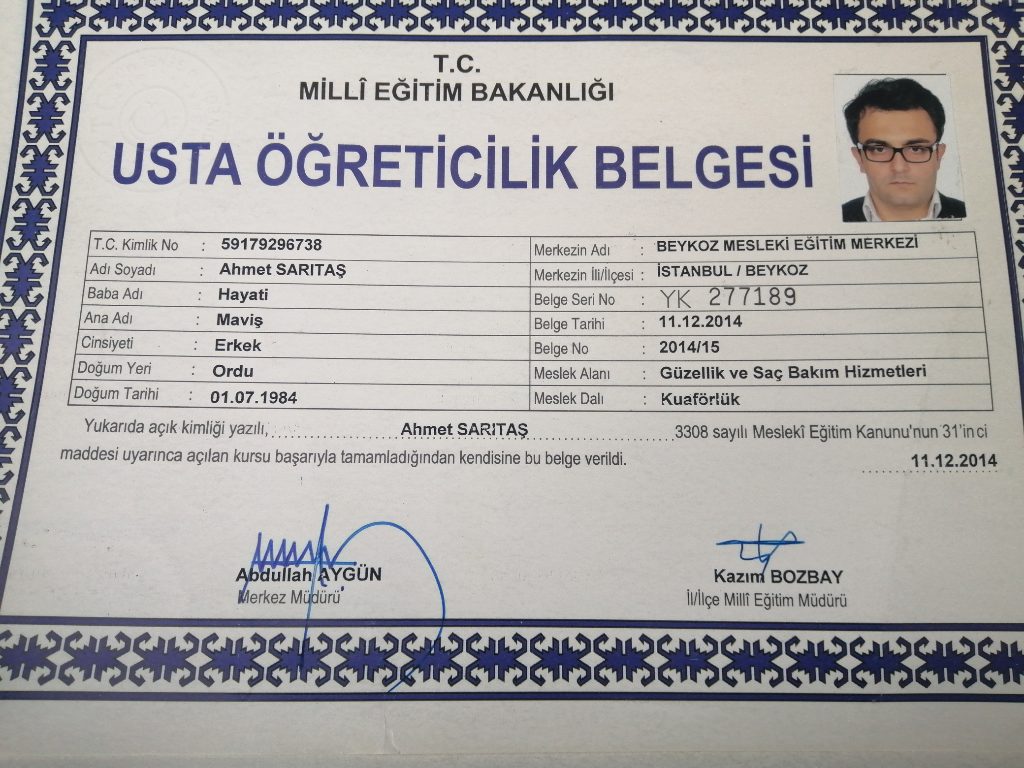 T.C.
MİLLÎ EĞİTİM BAKANLIĞI
USTA ÖĞRETİCİLİK BELGESİ
T.C. Kimlik No : 59179296738
Adı Soyadı : Ahmet SARITAŞ
Baba Adı : Hayati
Ana Adı : Maviş
Cinsiyeti : Erkek
Doğum Yeri : Ordu
Doğum Tarihi : 01.07.1984
Merkezin Adı : BEYKOZ MESLEKİ EĞİTİM MERKEZİ
Merkezin İli/İlçesi : İSTANBUL / BEYKOZ
Belge Seri No : YK 277189
Belge Tarihi : 11.12.2014
Belge No : 2014/15
Meslek Alanı : Güzellik ve Saç Bakım Hizmetleri
Meslek Dalı : Kuaförlük
Yukarıda açık kimliği yazılı, Ahmet SARITAŞ 3308 sayılı Meslekî Eğitim Kanunu'nun 31'inci
maddesi uyarınca açılan kursu başarıyla tamamladığından kendisine bu belge verildi.
11.12.2014
Abdullah AYGÜN
Merkez Müdürü
Kazım BOZBAY
İl/İlçe Millî Eğitim Müdürü